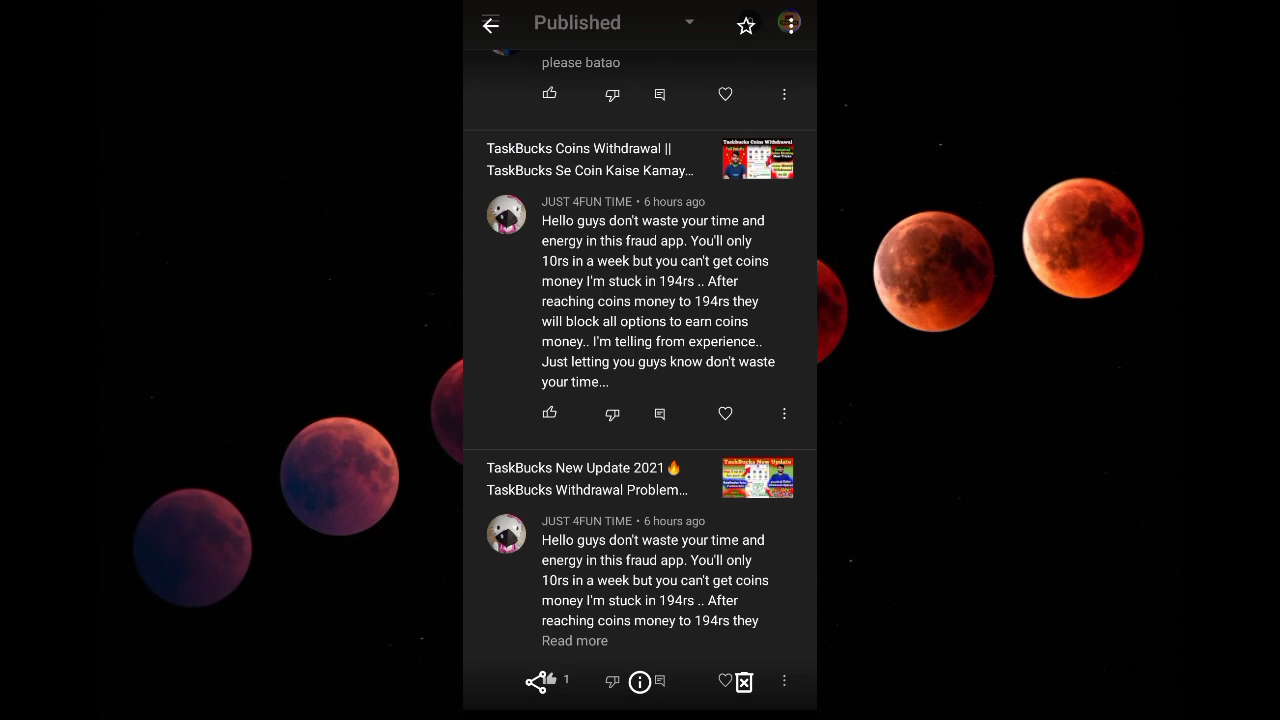 Published
please batao
TaskBucks Coins Withdrawal ||
TaskBucks Se Coin Kaise Kamay...
Taskbucks Coins Withdrawal
JUST 4FUN TIME • 6 hours ago
Hello guys don't waste your time and
energy in this fraud app. You'll only
10rs in a week but you can't get coins
money I'm stuck in 194rs .. After
reaching coins money to 194rs they
will block all options to earn coins
money.. I'm telling from experience..
Just letting you guys know don't waste
your time...
TaskBucks New Update 2021🔥
TaskBucks Withdrawal Problem...
TaskBucks New Update
JUST 4FUN TIME • 6 hours ago
Hello guys don't waste your time and
energy in this fraud app. You'll only
10rs in a week but you can't get coins
money I'm stuck in 194rs .. After
reaching coins money to 194rs they
Read more
1